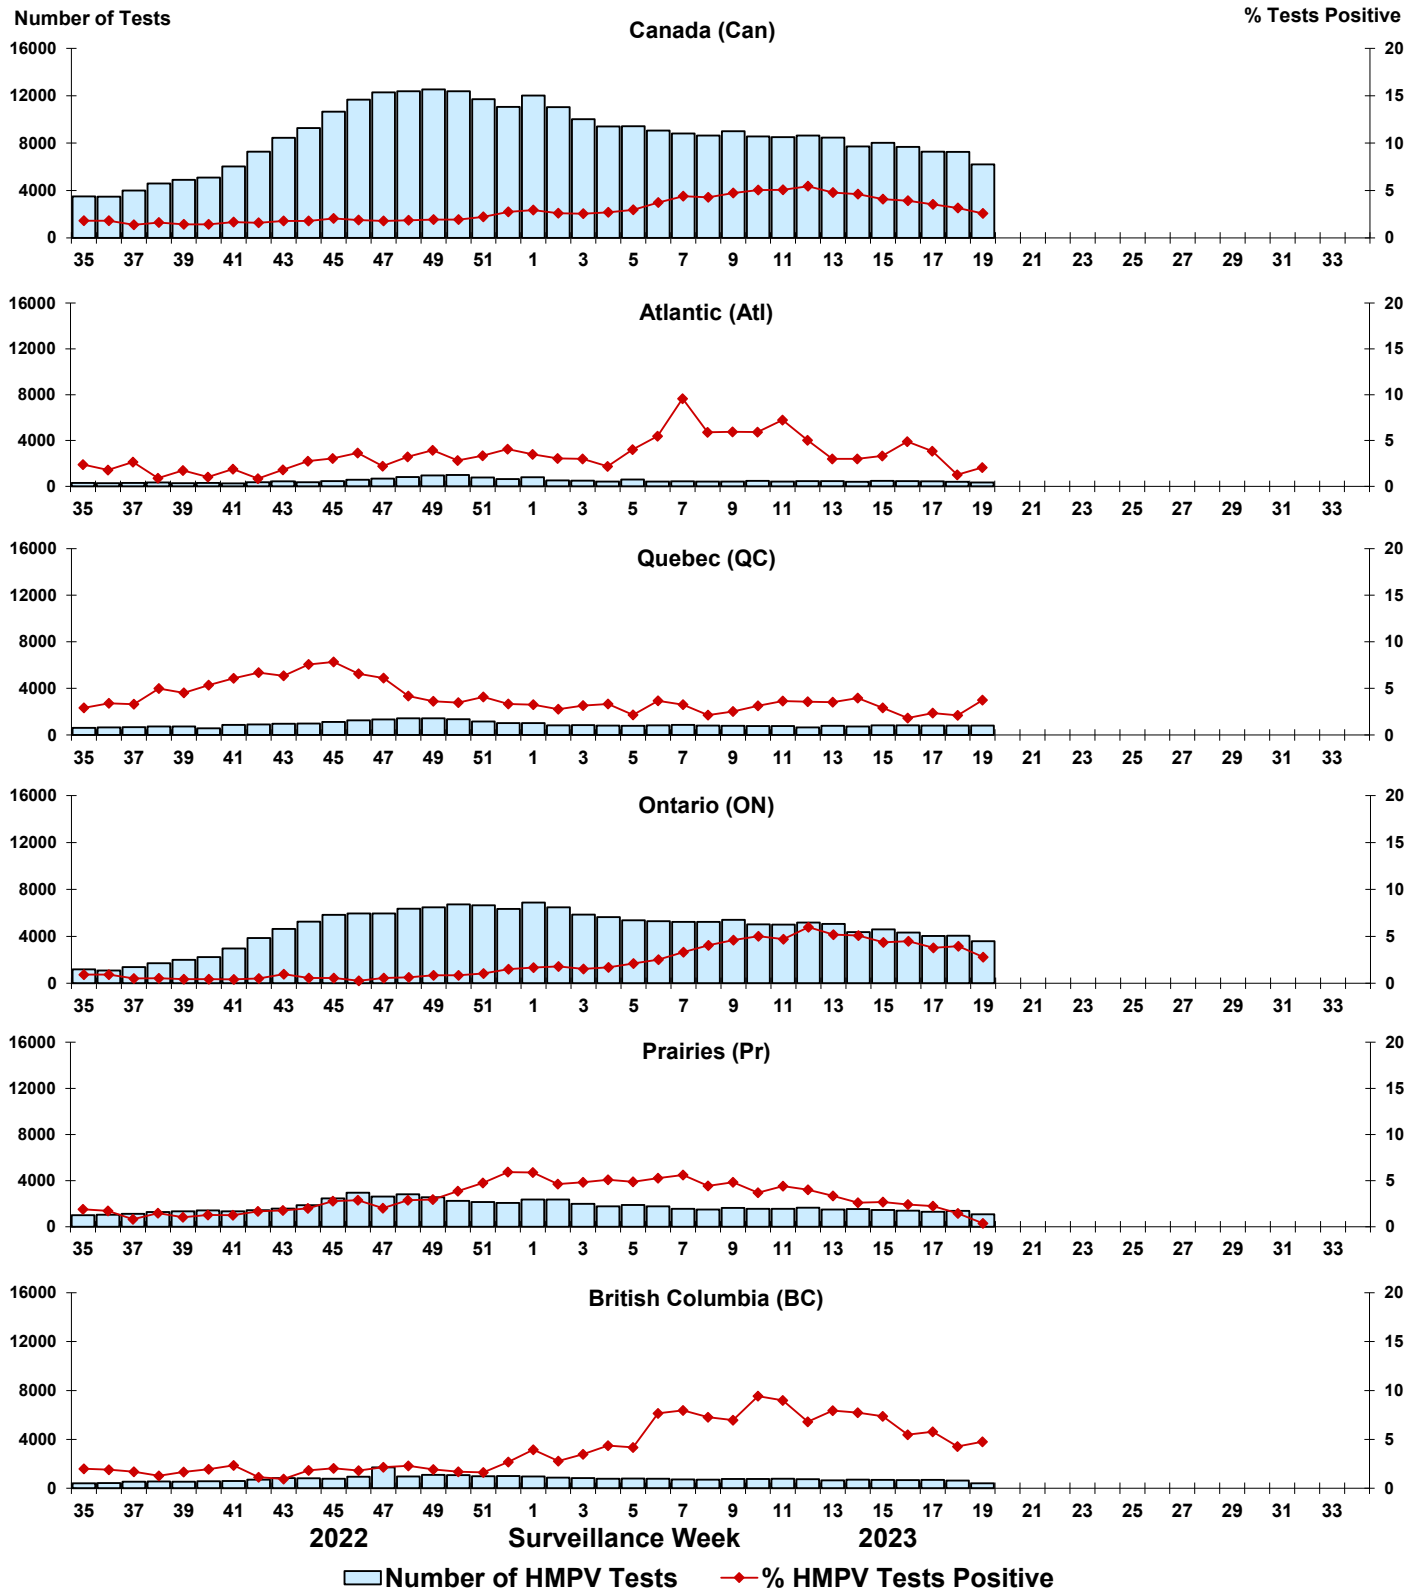 Number of Tests
% Tests Positive
Canada (Can)
16000 20
12000 15
8000 10
4000 5
0 0
35 37 39 41 43 45 47 49 51 1 3 5 7 9 11 13 15 17 19 21 23 25 27 29 31 33
Atlantic (Atl)
16000 20
12000 15
8000 10
4000 5
0 0
35 37 39 41 43 45 47 49 51 1 3 5 7 9 11 13 15 17 19 21 23 25 27 29 31 33
Quebec (QC)
16000 20
12000 15
8000 10
4000 5
0 0
35 37 39 41 43 45 47 49 51 1 3 5 7 9 11 13 15 17 19 21 23 25 27 29 31 33
Ontario (ON)
16000 20
12000 15
8000 10
4000 5
0 0
35 37 39 41 43 45 47 49 51 1 3 5 7 9 11 13 15 17 19 21 23 25 27 29 31 33
Prairies (Pr)
16000 20
12000 15
8000 10
4000 5
0 0
35 37 39 41 43 45 47 49 51 1 3 5 7 9 11 13 15 17 19 21 23 25 27 29 31 33
British Columbia (BC)
16000 20
12000 15
8000 10
4000 5
0 0
35 37 39 41 43 45 47 49 51 1 3 5 7 9 11 13 15 17 19 21 23 25 27 29 31 33
2022 Surveillance Week 2023
Number of HMPV Tests % HMPV Tests Positive